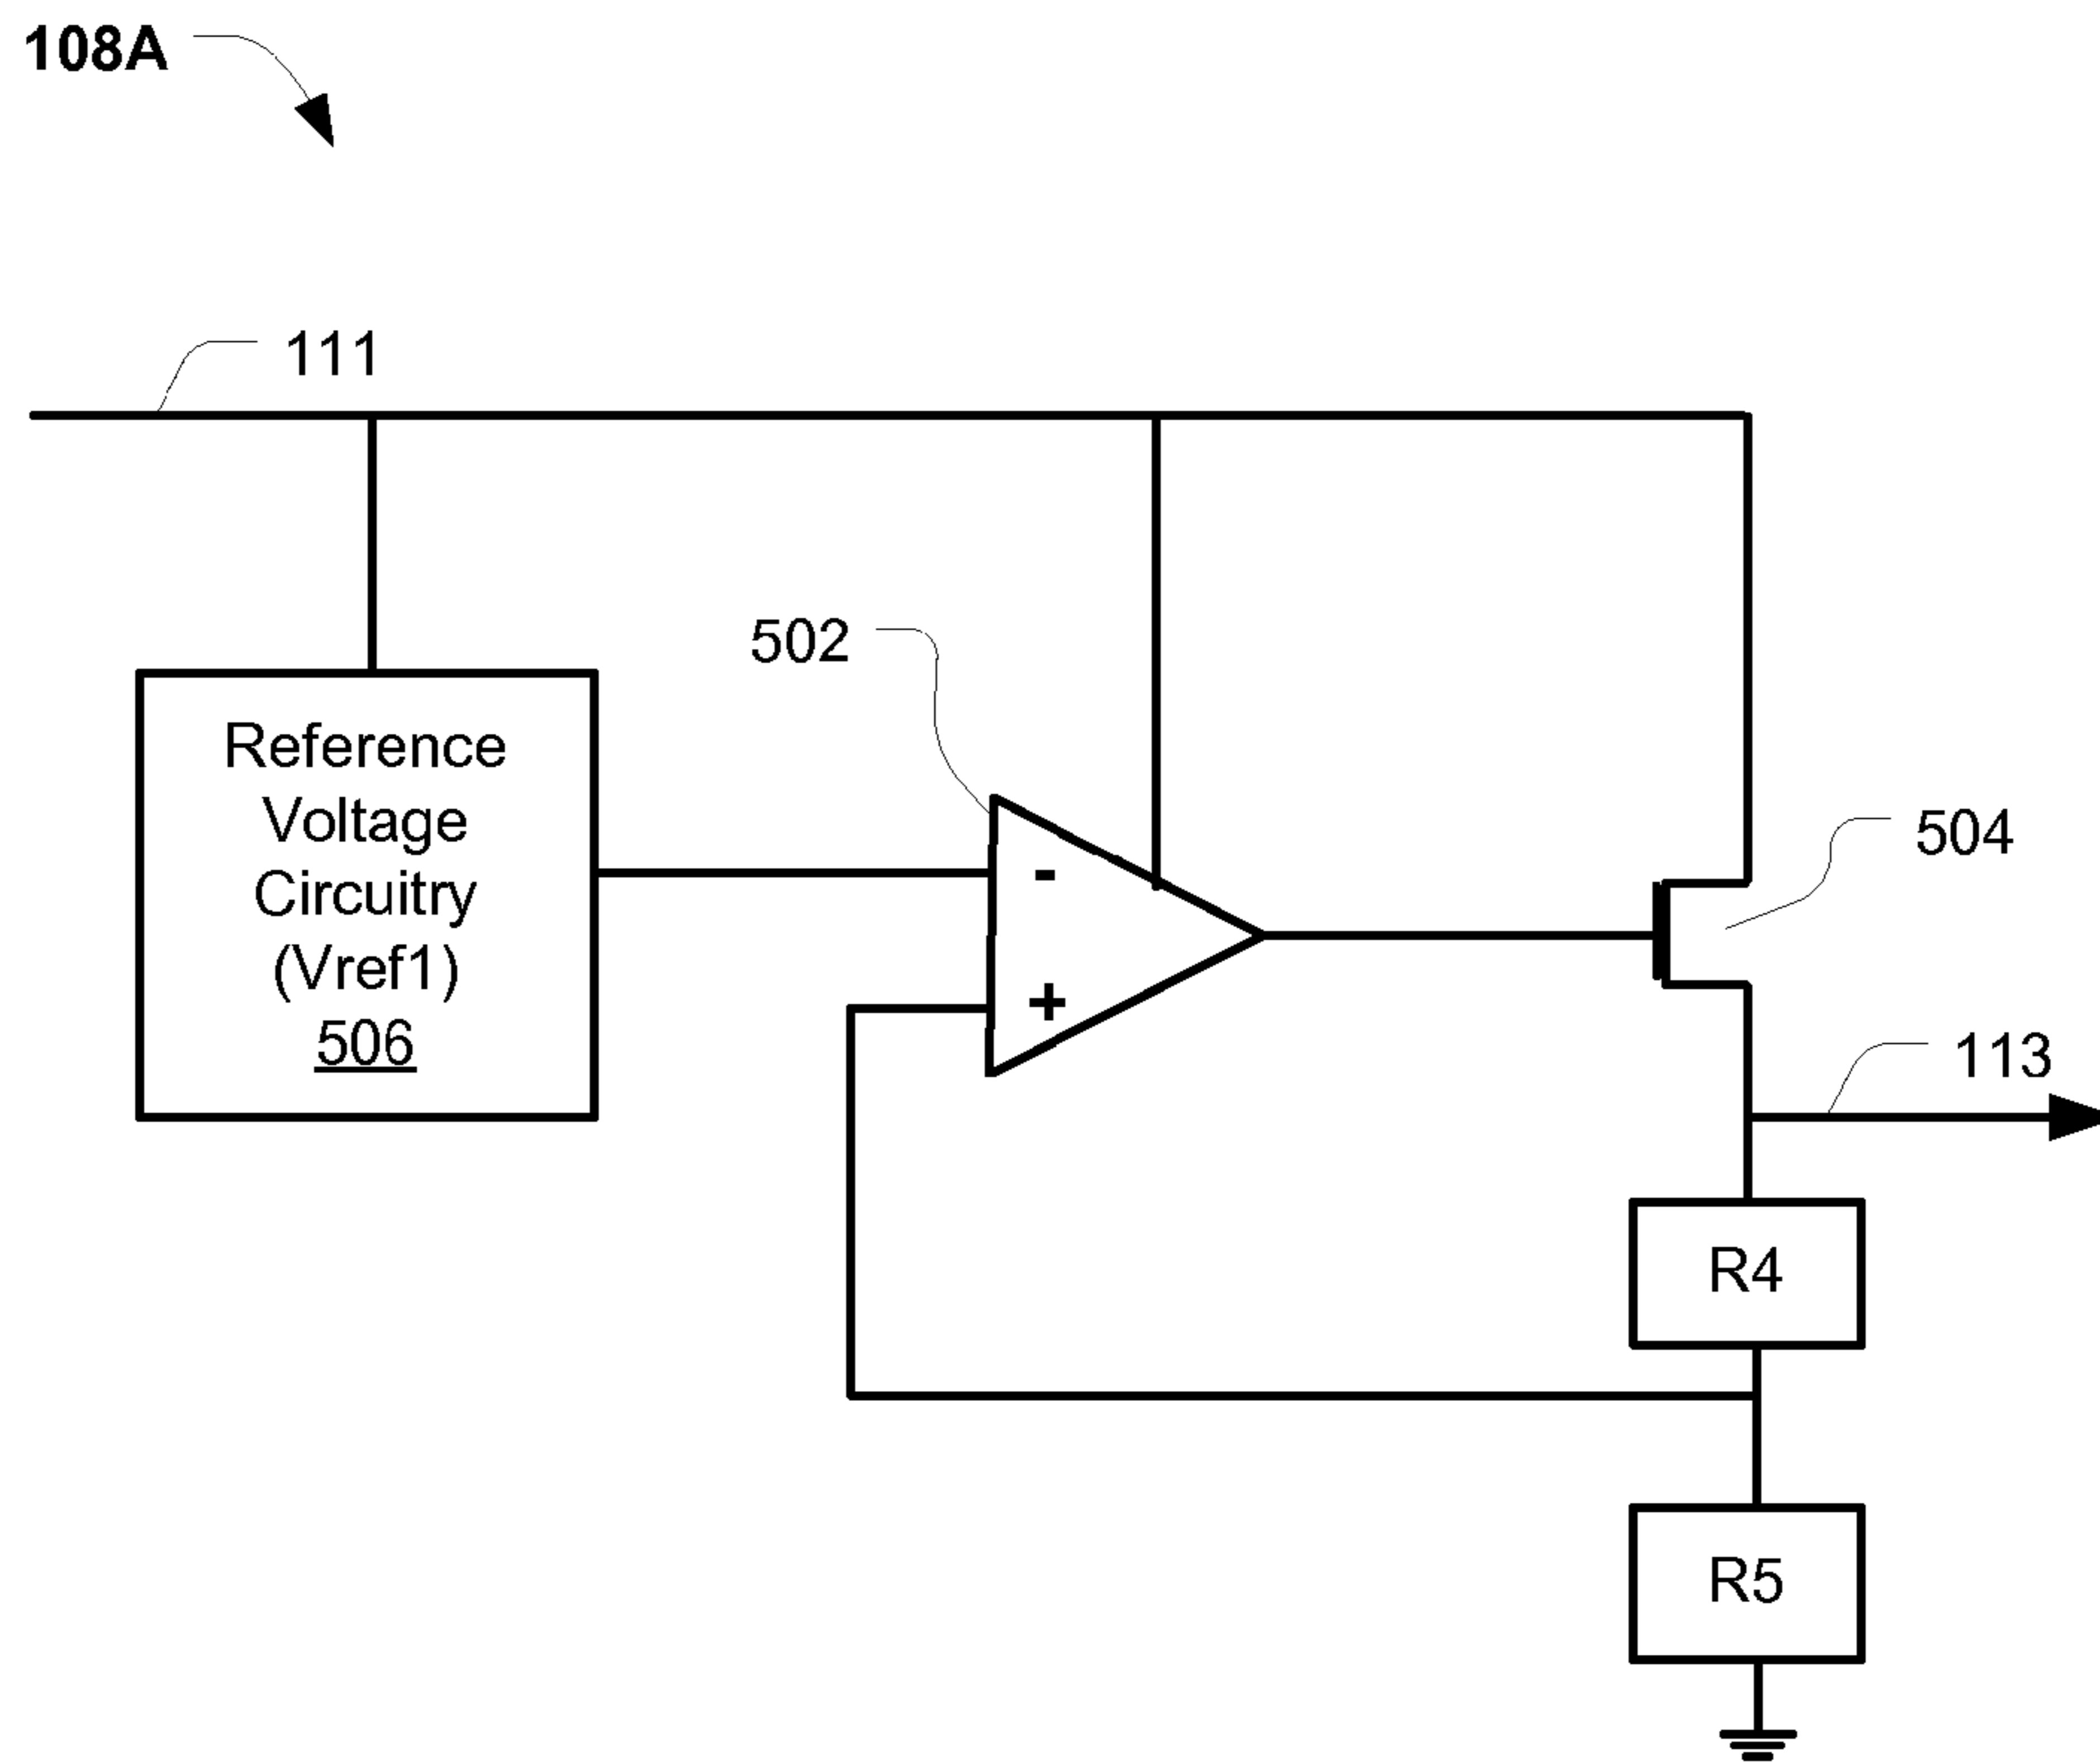 108A
111
502
Reference
Voltage
Circuitry
(Vref1)
506
-
+
504
113
R4
R5